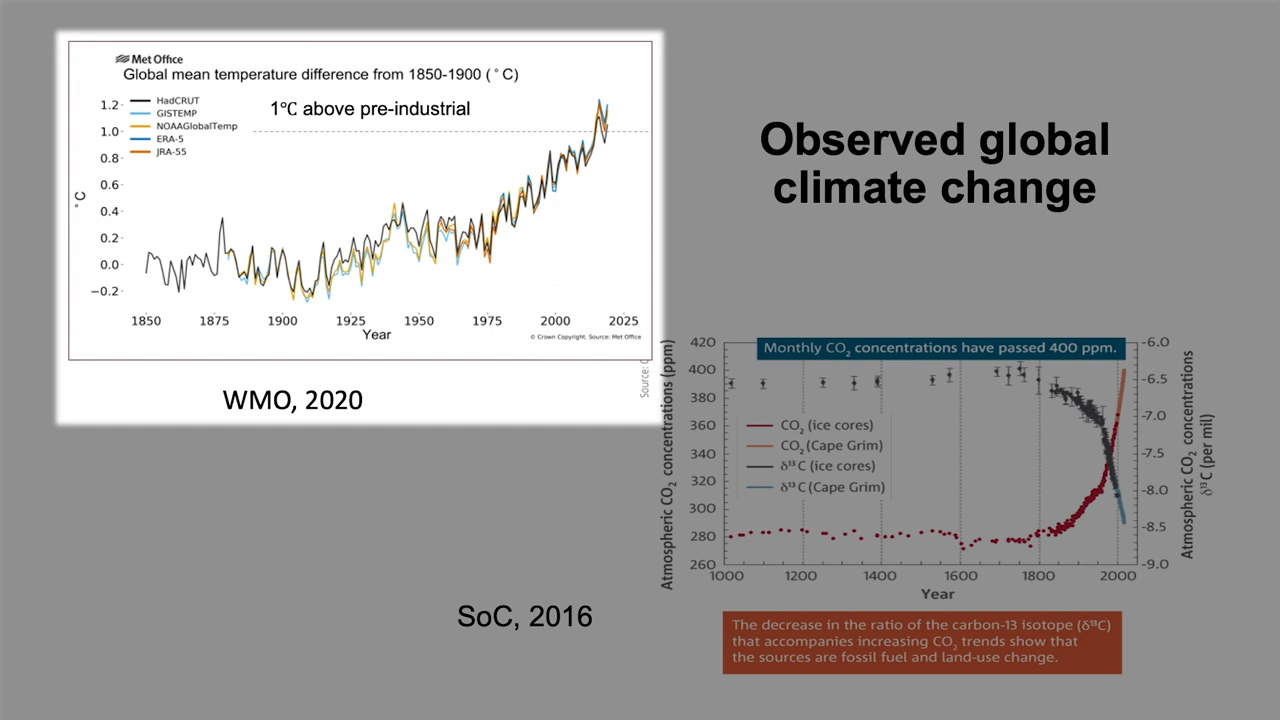 Met Office
Global mean temperature difference from 1850-1900 (°C)
HadCRUT
GISTEMP
NOAAGlobalTemp
ERA-5
JRA-55
1°C above pre-industrial
1.2
1.0
0.8
0.6
0.4
0.2
0.0
−0.2
°C
1850 1875 1900 1925 1950 1975 2000 2025
Year
© Crown Copyright. Source: Met Office
WMO, 2020
Observed global
climate change
Source:
Monthly CO2 concentrations have passed 400 ppm.
Atmospheric CO2 concentrations (ppm)
420
400
380
360
340
320
300
280
260
CO2 (ice cores)
CO2 (Cape Grim)
δ¹³C (ice cores)
δ¹³C (Cape Grim)
-6.0
-6.5
-7.0
-7.5
-8.0
-8.5
-9.0
Atmospheric CO2 concentrations
δ¹³C (per mil)
1000 1200 1400 1600 1800 2000
Year
SoC, 2016
The decrease in the ratio of the carbon-13 isotope (δ¹³C)
that accompanies increasing CO2 trends show that
the sources are fossil fuel and land-use change.